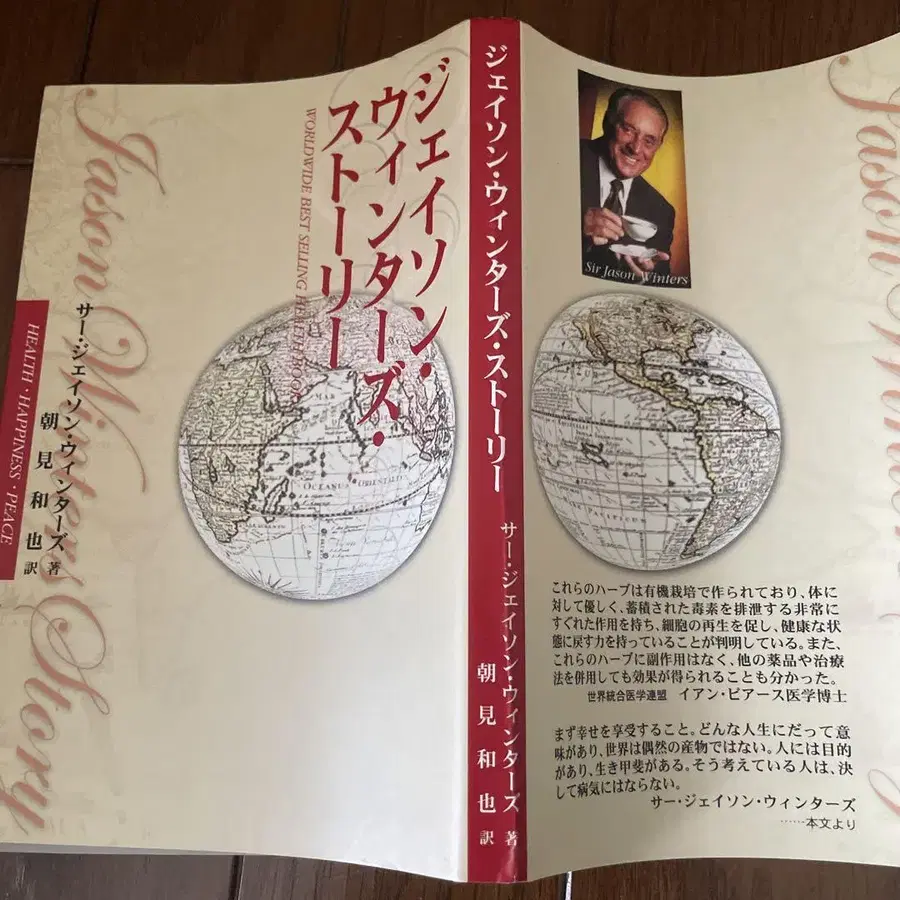 Jason Winters Story
ジェイソン・
ウィンターズ・
ストーリー
WORLDWIDE BEST SELLING HEALTH BOOK
サー・ジェイソン・ウィンターズ 著
朝見和也 訳
HEALTH・HAPPINESS・PEACE
OCEANUS ORIENTALIS
ジェイソン・ウィンターズ・ストーリー
サー・ジェイソン・ウィンターズ 著
朝見和也 訳
Sir Jason Winters
Jason Win
PACIFICUS
これらのハーブは有機栽培で作られており、体に
対して優しく、蓄積された毒素を排泄する非常に
すぐれた作用を持ち、細胞の再生を促し、健康な状
態に戻す力を持っていることが判明している。また、
これらのハーブに副作用はなく、他の薬品や治療
法を併用しても効果が得られることも分かった。
世界統合医学連盟 イアン・ピアース医学博士
まず幸せを享受すること。どんな人生にだって意
味があり、世界は偶然の産物ではない。人には目的
があり、生き甲斐がある。そう考えている人は、決
して病気にはならない。
サー・ジェイソン・ウィンターズ
……本文より